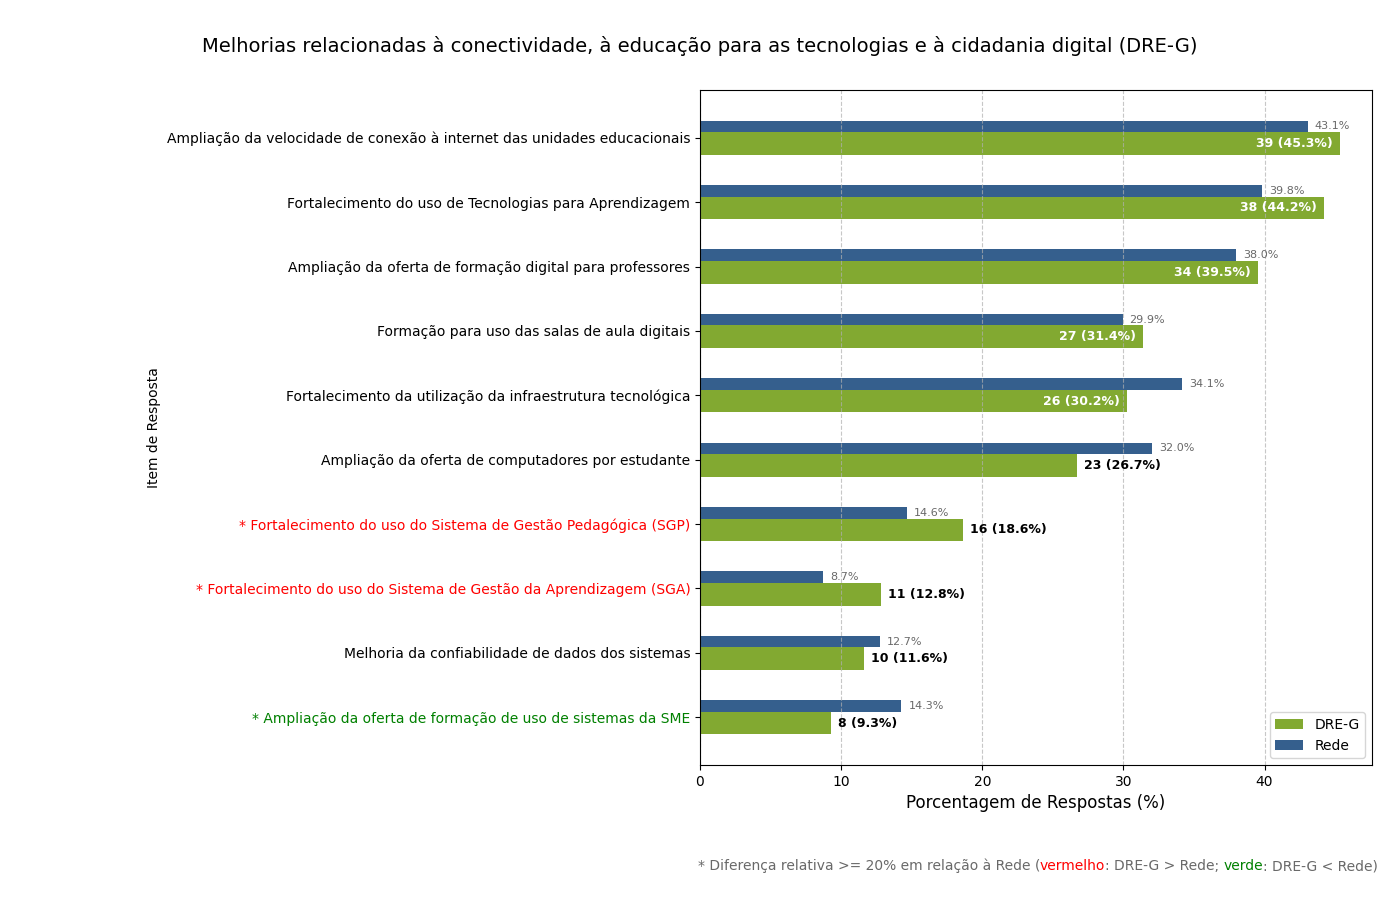 Melhorias relacionadas à conectividade, à educação para as tecnologias e à cidadania digital (DRE-G)
Item de Resposta
Ampliação da velocidade de conexão à internet das unidades educacionais
43.1%
39 (45.3%)
Fortalecimento do uso de Tecnologias para Aprendizagem
39.8%
38 (44.2%)
Ampliação da oferta de formação digital para professores
38.0%
34 (39.5%)
Formação para uso das salas de aula digitais
29.9%
27 (31.4%)
Fortalecimento da utilização da infraestrutura tecnológica
34.1%
26 (30.2%)
Ampliação da oferta de computadores por estudante
32.0%
23 (26.7%)
* Fortalecimento do uso do Sistema de Gestão Pedagógica (SGP)
14.6%
16 (18.6%)
* Fortalecimento do uso do Sistema de Gestão da Aprendizagem (SGA)
8.7%
11 (12.8%)
Melhoria da confiabilidade de dados dos sistemas
12.7%
10 (11.6%)
* Ampliação da oferta de formação de uso de sistemas da SME
14.3%
8 (9.3%)
DRE-G
Rede
0 10 20 30 40
Porcentagem de Respostas (%)
* Diferença relativa >= 20% em relação à Rede (vermelho: DRE-G > Rede; verde: DRE-G < Rede)